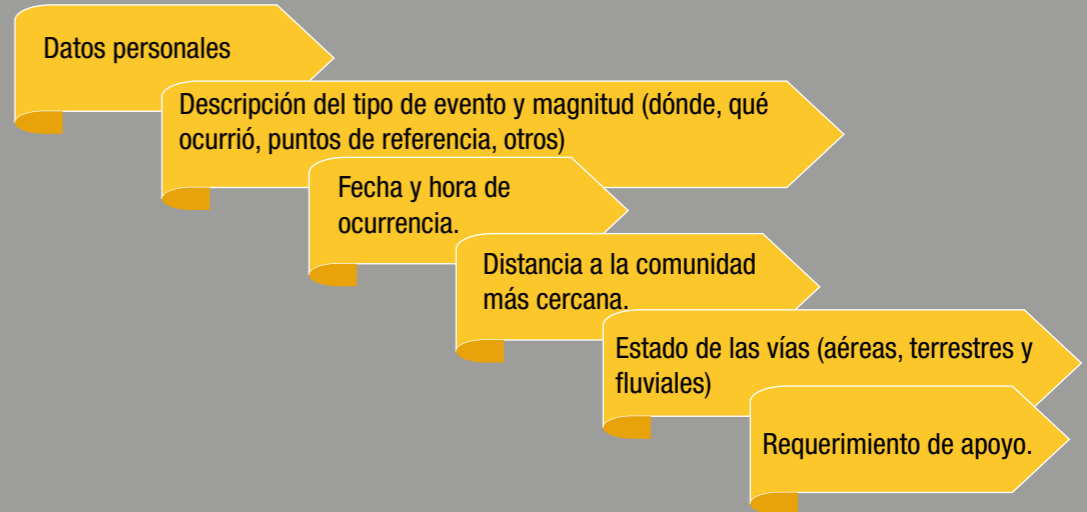 Datos personales
Descripción del tipo de evento y magnitud (dónde, qué
ocurrió, puntos de referencia, otros)
Fecha y hora de
ocurrencia.
Distancia a la comunidad
más cercana.
Estado de las vías (aéreas, terrestres y
fluviales)
Requerimiento de apoyo.